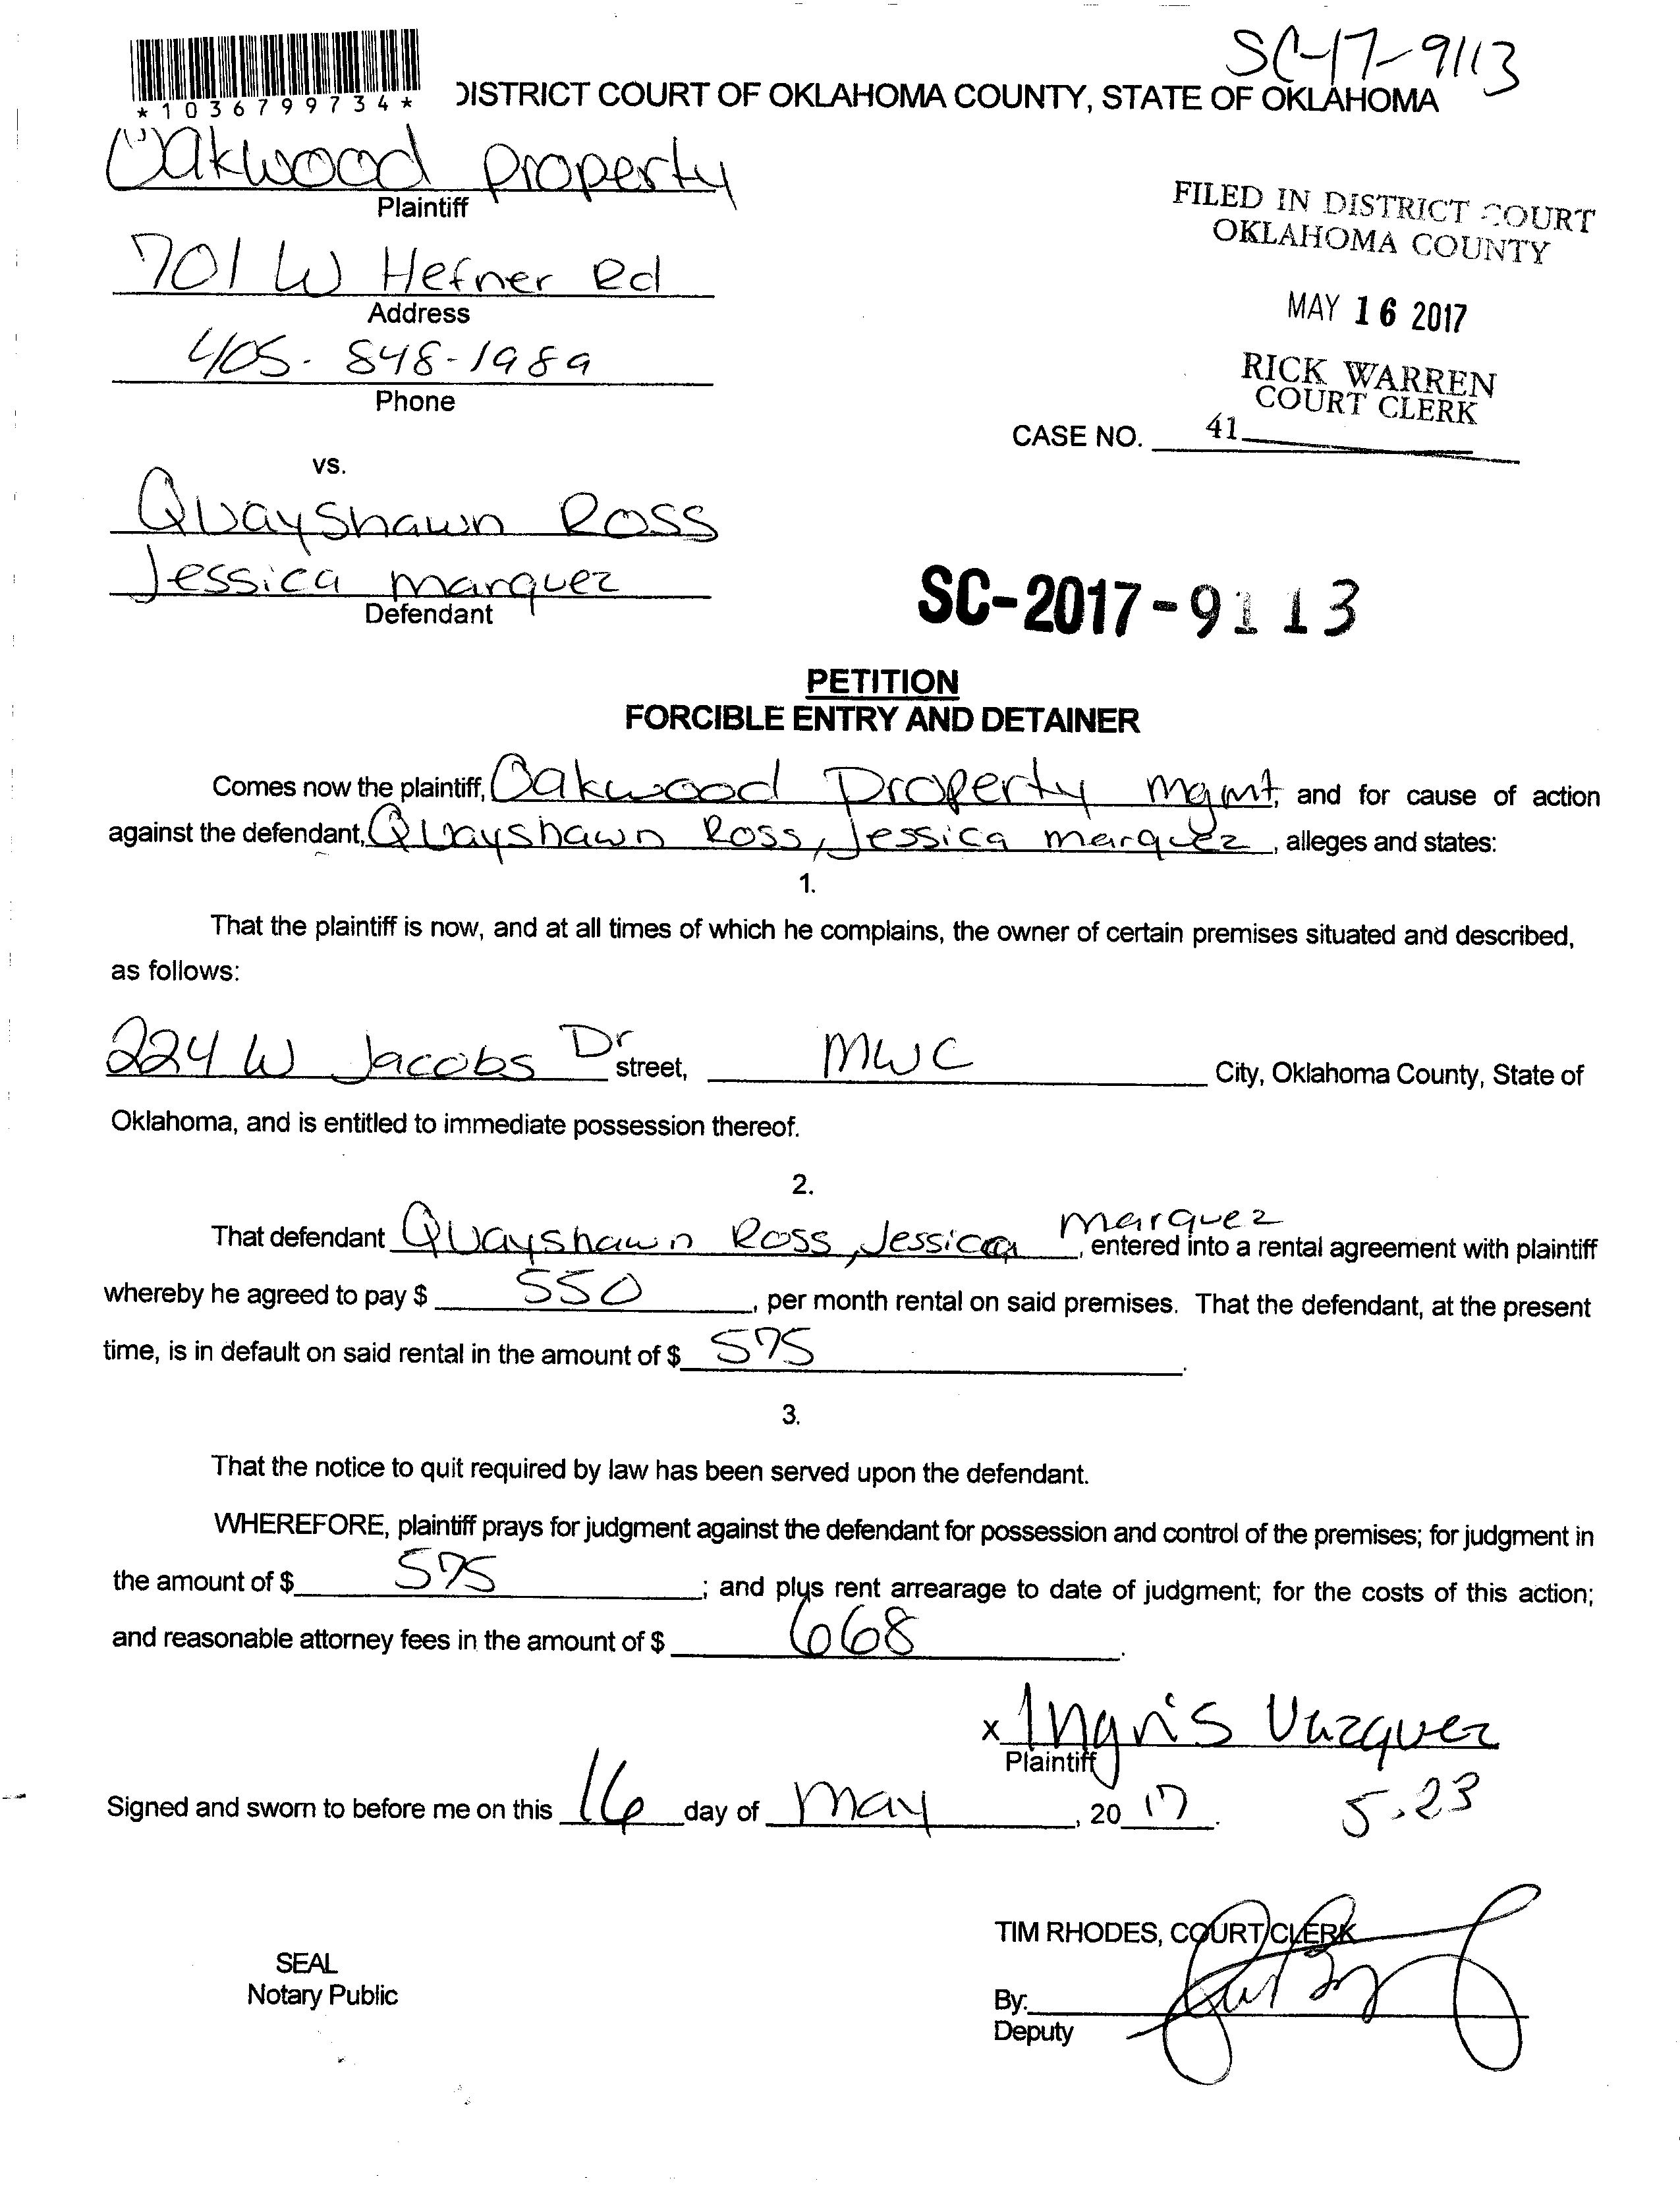 SC-17-9113
*1036799734*
DISTRICT COURT OF OKLAHOMA COUNTY, STATE OF OKLAHOMA
Oakwood Property
Plaintiff
FILED IN DISTRICT COURT
OKLAHOMA COUNTY
701 W Hefner Rd
Address
MAY 16 2017
405-848-1989
Phone
RICK WARREN
COURT CLERK
CASE NO. 41
vs.
Quayshawn Ross
Jessica marquez
Defendant
SC-2017-9113
PETITION
FORCIBLE ENTRY AND DETAINER
Comes now the plaintiff, Oakwood Property mgmt, and for cause of action
against the defendant, Quayshawn Ross, Jessica marquez, alleges and states:
1.
That the plaintiff is now, and at all times of which he complains, the owner of certain premises situated and described,
as follows:
224 W Jacobs Dr street, MWC City, Oklahoma County, State of
Oklahoma, and is entitled to immediate possession thereof.
2.
That defendant Quayshawn Ross, Jessica marquez, entered into a rental agreement with plaintiff
whereby he agreed to pay $ 550, per month rental on said premises. That the defendant, at the present
time, is in default on said rental in the amount of $ 575.
3.
That the notice to quit required by law has been served upon the defendant.
WHEREFORE, plaintiff prays for judgment against the defendant for possession and control of the premises; for judgment in
the amount of $ 575; and plus rent arrearage to date of judgment; for the costs of this action;
and reasonable attorney fees in the amount of $ 668.
x Ingris Vazquez
Plaintiff
Signed and sworn to before me on this 16 day of may, 20 17.
5.23
TIM RHODES, COURT CLERK
SEAL
Notary Public
By:
Deputy